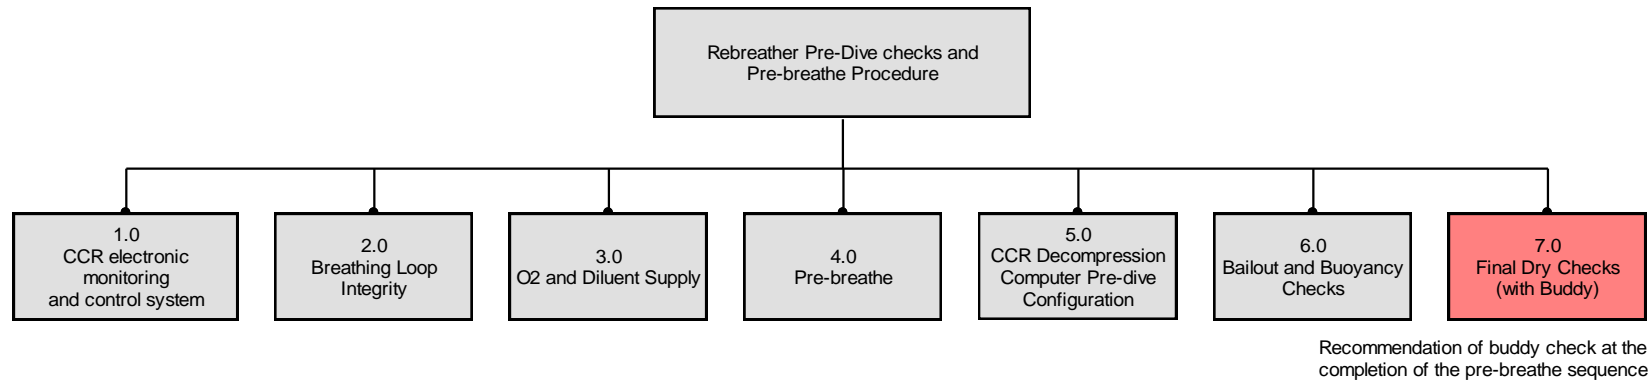 Rebreather Pre-Dive checks and
Pre-breathe Procedure
1.0
CCR electronic
monitoring
and control system
2.0
Breathing Loop
Integrity
3.0
O2 and Diluent Supply
4.0
Pre-breathe
5.0
CCR Decompression
Computer Pre-dive
Configuration
6.0
Bailout and Buoyancy
Checks
7.0
Final Dry Checks
(with Buddy)
Recommendation of buddy check at the
completion of the pre-breathe sequence